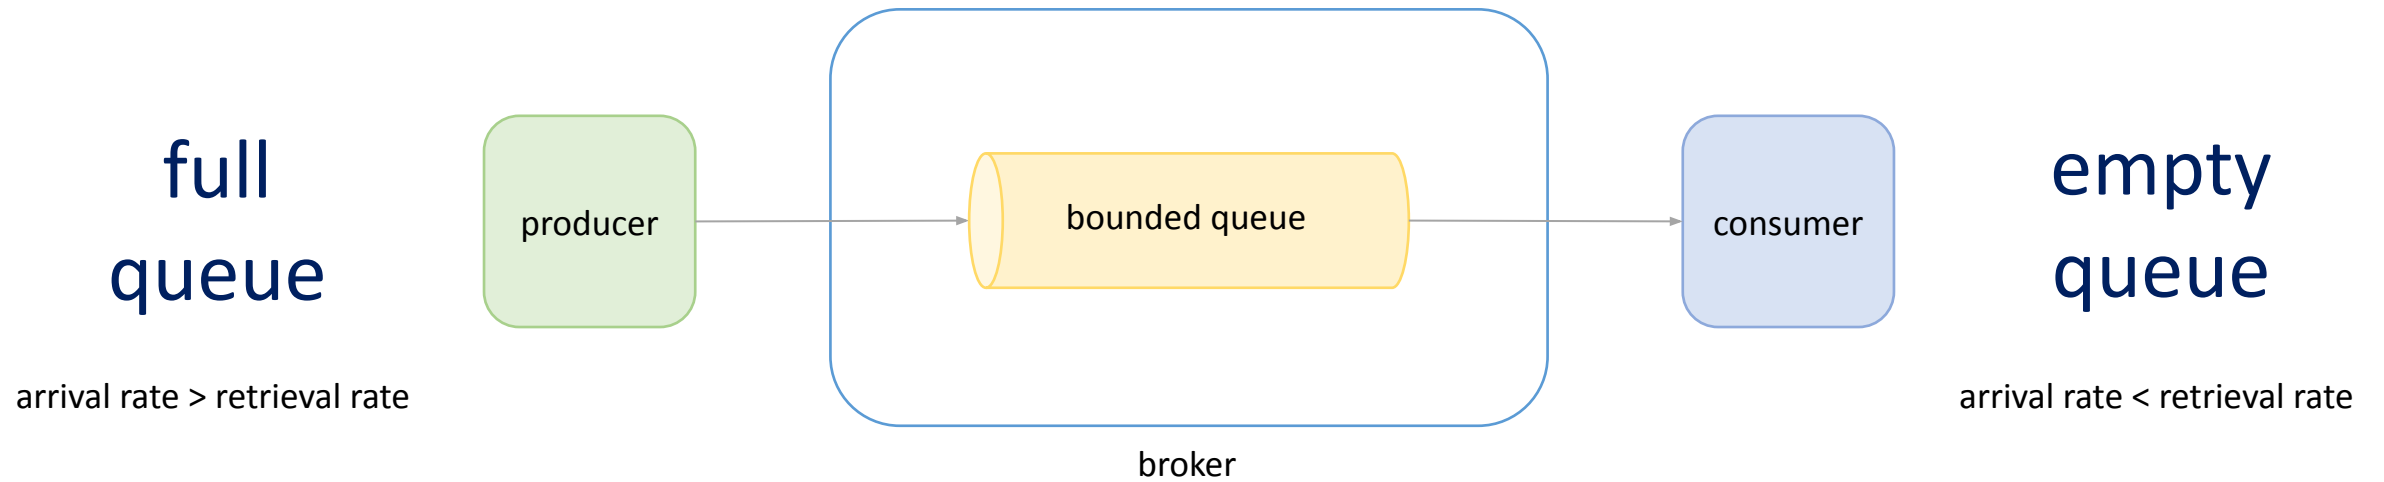 full
queue
arrival rate > retrieval rate
producer
bounded queue
broker
consumer
empty
queue
arrival rate < retrieval rate